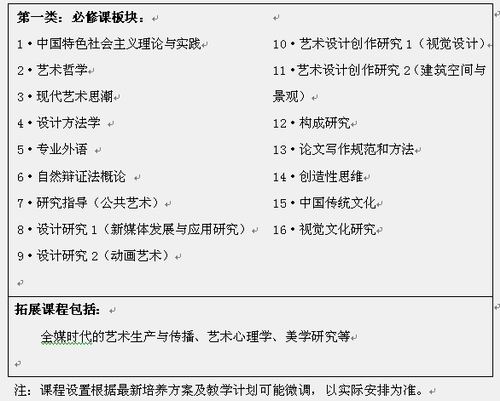 第一类：必修课板块：
1·中国特色社会主义理论与实践
2·艺术哲学
3·现代艺术思潮
4·设计方法学
5·专业外语
6·自然辩证法概论
7·研究指导（公共艺术）
8·设计研究1（新媒体发展与应用研究）
9·设计研究2（动画艺术）
10·艺术设计创作研究1（视觉设计）
11·艺术设计创作研究2（建筑空间与
景观）
12·构成研究
13·论文写作规范和方法
14·创造性思维
15·中国传统文化
16·视觉文化研究
拓展课程包括：
全媒时代的艺术生产与传播、艺术心理学、美学研究等
注：课程设置根据最新培养方案及教学计划可能微调，以实际安排为准。